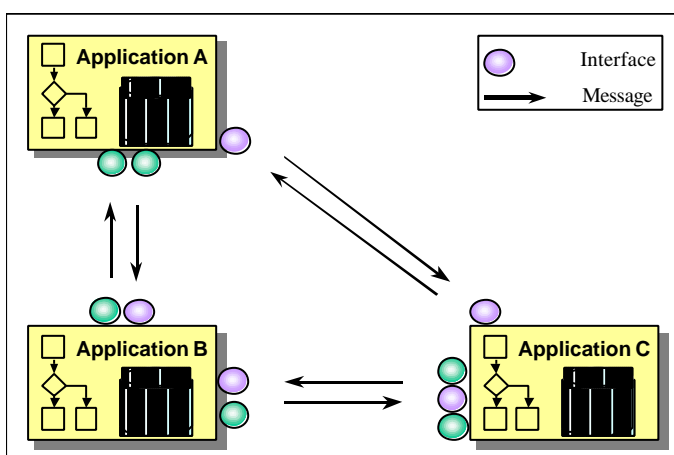 Application A
Interface
Message
Application B
Application C